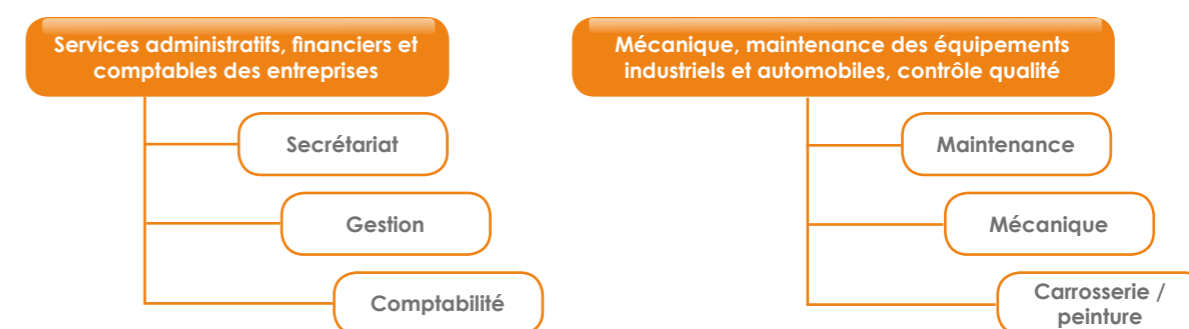 Services administratifs, financiers et
comptables des entreprises
Secrétariat
Gestion
Comptabilité
Mécanique, maintenance des équipements
industriels et automobiles, contrôle qualité
Maintenance
Mécanique
Carrosserie /
peinture